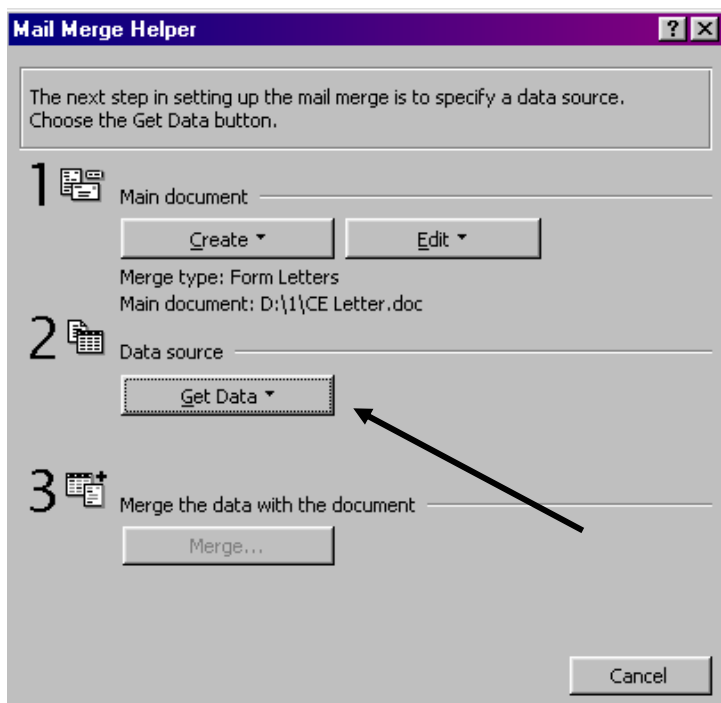 Mail Merge Helper
The next step in setting up the mail merge is to specify a data source.
Choose the Get Data button.
1
Main document
Create Edit
Merge type: Form Letters
Main document: D:\1\CE Letter.doc
2
Data source
Get Data
3
Merge the data with the document
Merge...
Cancel